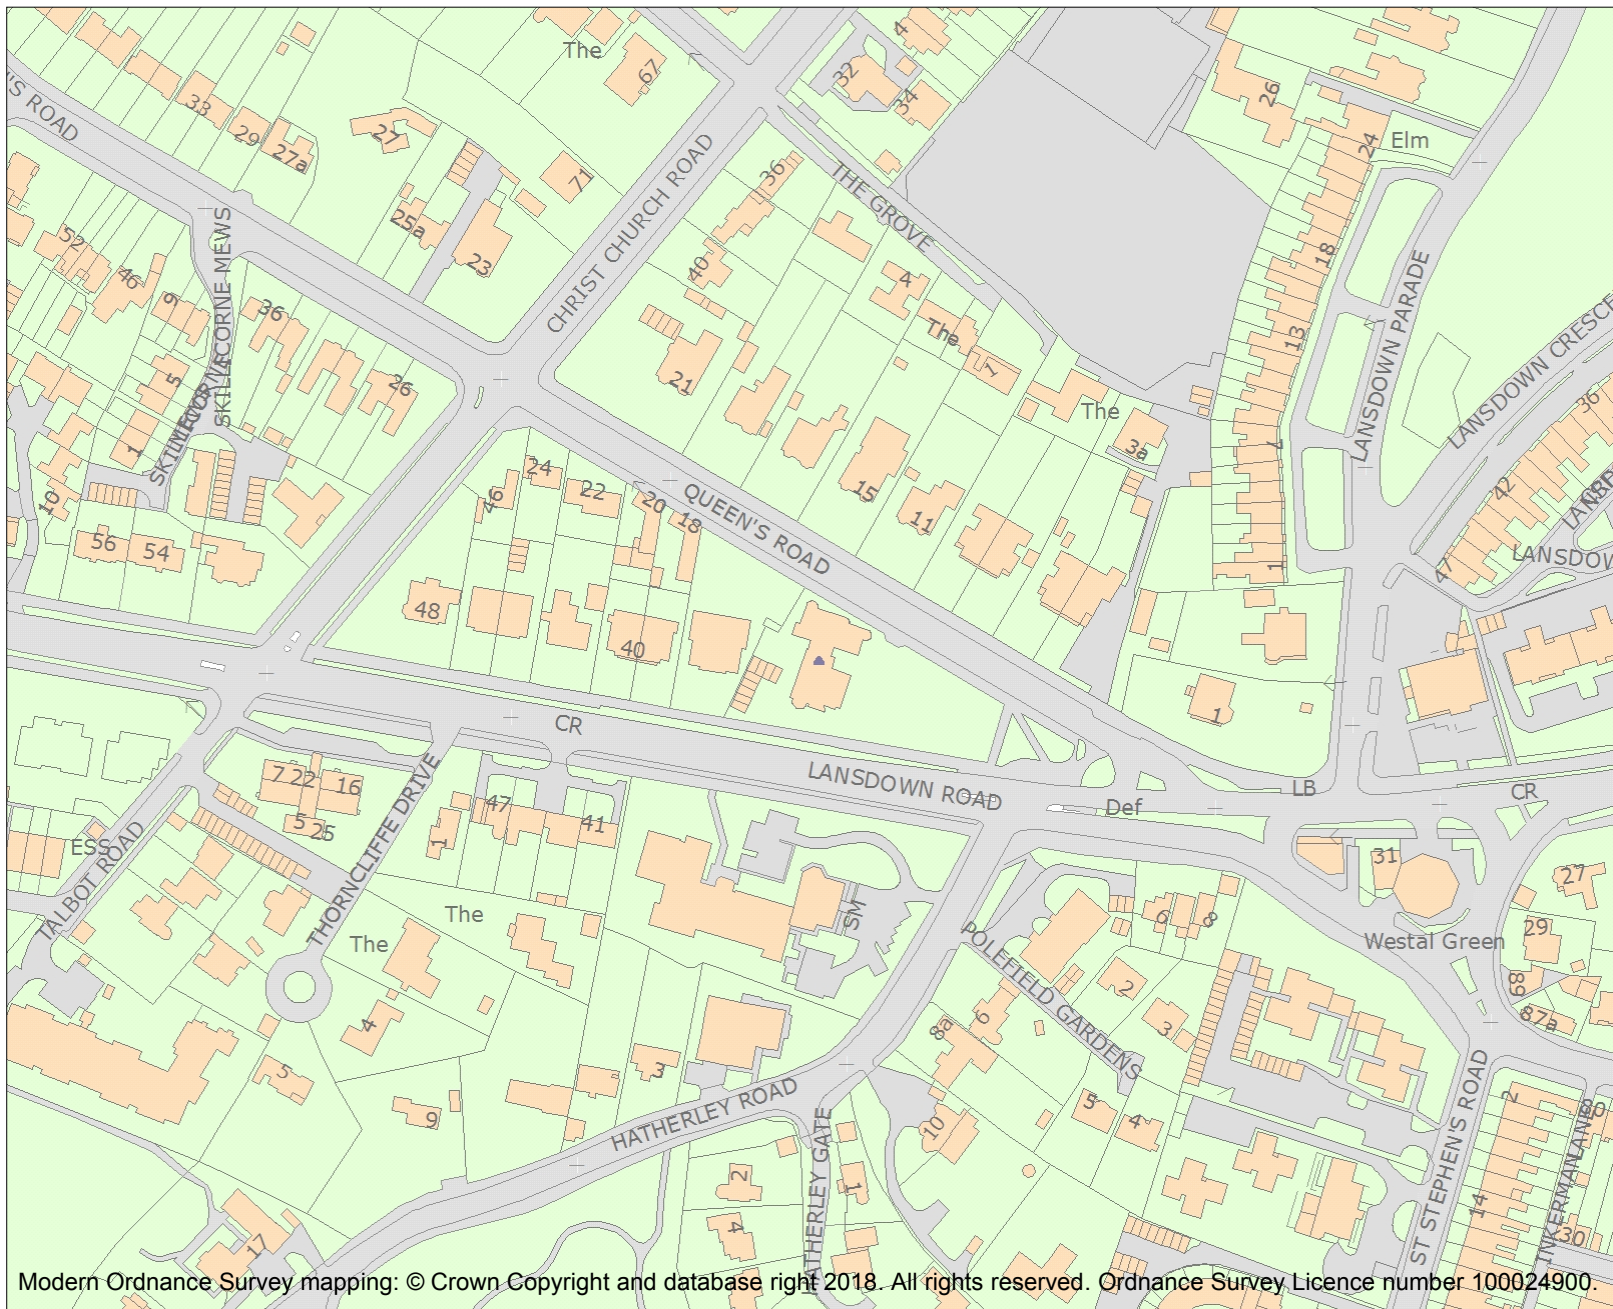 The
67
4
32
34
26
24
Elm
'S ROAD
33
29
27a
27
25a
23
71
CHRIST CHURCH ROAD
36
THE GROVE
40
4
The
1
18
13
7
1
LANSDOWN PARADE
LANSDOWN CRESCE
36
42
47
LANSDOW
52
46
9
SKILLACORNE MEWS
36
5
1
26
10
56
54
21
15
11
The
3a
24
22
20
18
46
QUEEN'S ROAD
48
40
1
CR
LANSDOWN ROAD
Def
LB
CR
7
22
16
5
25
ESS
TALBOT ROAD
THORNCLIFFE DRIVE
47
41
1
The
The
SM
31
27
29
89
87a
Westal Green
POLEFIELD GARDENS
6
8
2
3
6
8a
5
4
4
5
9
3
HATHERLEY ROAD
HATHERLEY GATE
10
2
1
4
17
ST STEPHEN'S ROAD
2
14
80
30
Modern Ordnance Survey mapping: © Crown Copyright and database right 2018. All rights reserved. Ordnance Survey Licence number 100024900.